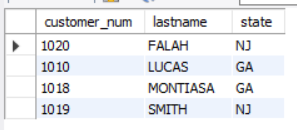 customer_num lastname state
1020 FALAH NJ
1010 LUCAS GA
1018 MONTIASA GA
1019 SMITH NJ